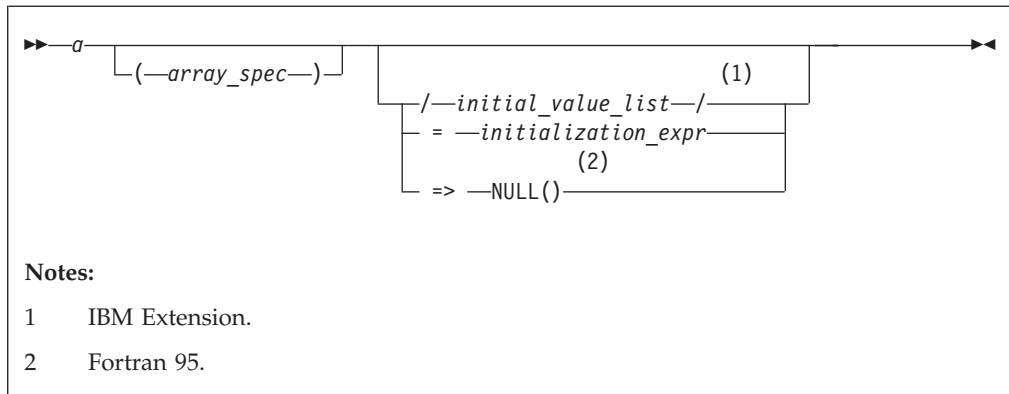 a
(array_spec)
(1)
/initial_value_list/
= initialization_expr
(2)
=> NULL()
Notes:
1 IBM Extension.
2 Fortran 95.